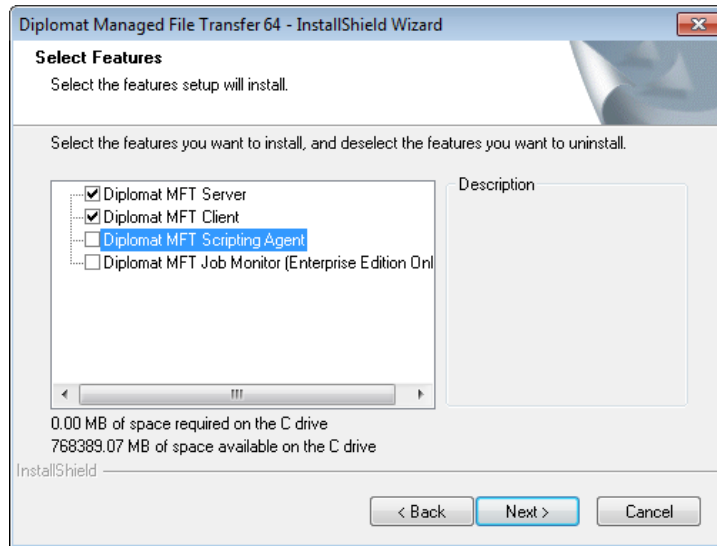 Diplomat Managed File Transfer 64 - InstallShield Wizard
Select Features
Select the features setup will install.
Select the features you want to install, and deselect the features you want to uninstall.
Diplomat MFT Server
Diplomat MFT Client
Diplomat MFT Scripting Agent
Diplomat MFT Job Monitor (Enterprise Edition Onl
Description
0.00 MB of space required on the C drive
768389.07 MB of space available on the C drive
InstallShield
< Back Next > Cancel